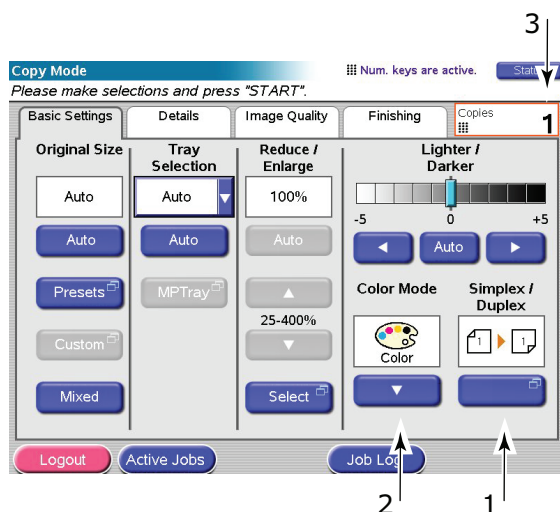 3
Copy Mode
Num. keys are active.
Please make selections and press "START".
Basic Settings
Details
Image Quality
Finishing
Copies
1
Original Size
Tray
Selection
Reduce /
Enlarge
Lighter /
Darker
Auto
Auto
100%
-5
0
+5
Auto
Auto
Auto
Auto
Presets
MPTray
25-400%
Color Mode
Simplex /
Duplex
Custom
Color
1
1
Mixed
Select
Logout
Active Jobs
2
1